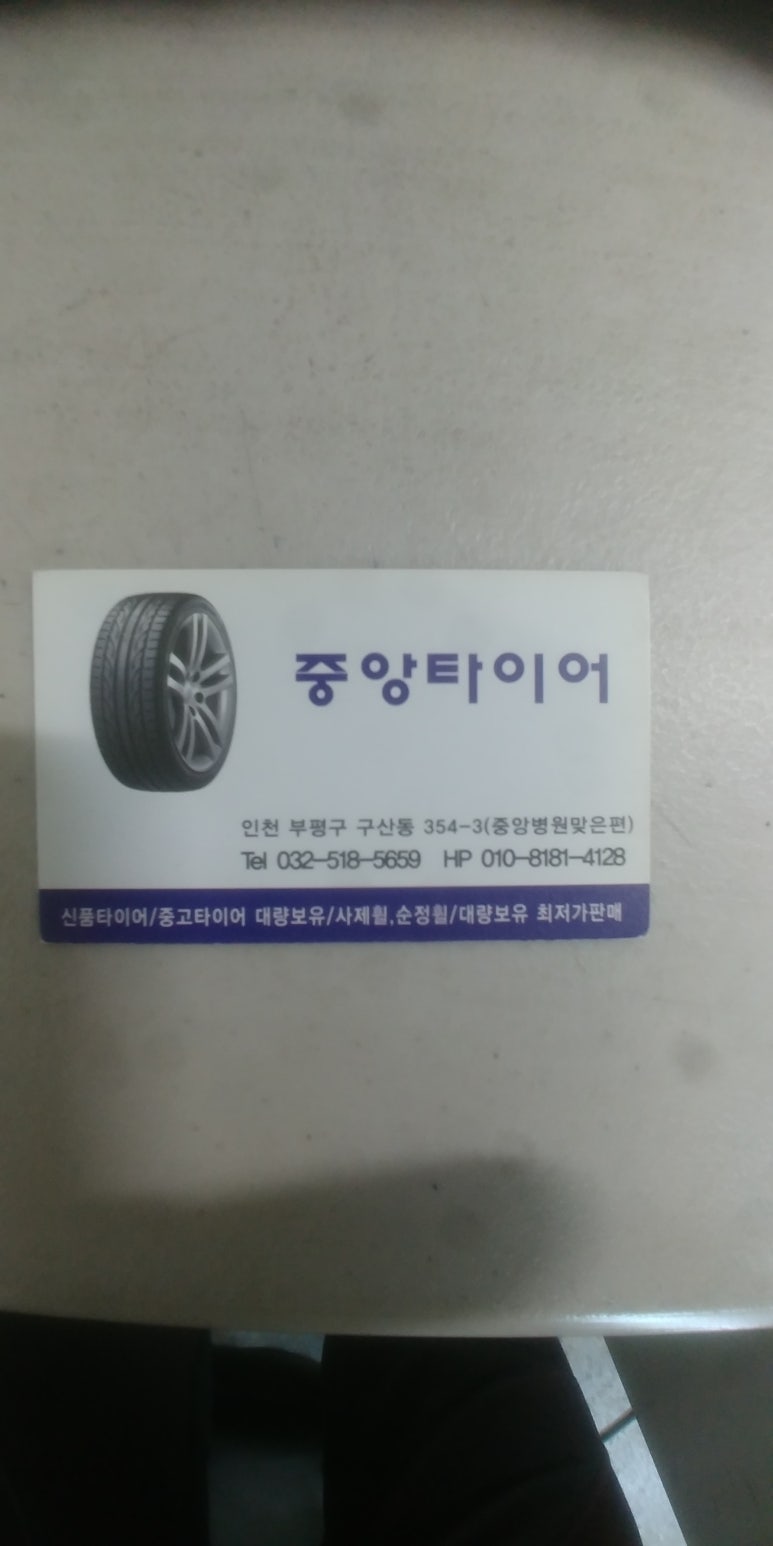 중앙타이어
인천 부평구 구산동 354-3(중앙병원맞은편)
Tel 032-518-5659 HP 010-8181-4128
신품타이어/중고타이어 대량보유/사제휠,순정휠/대량보유 최저가판매